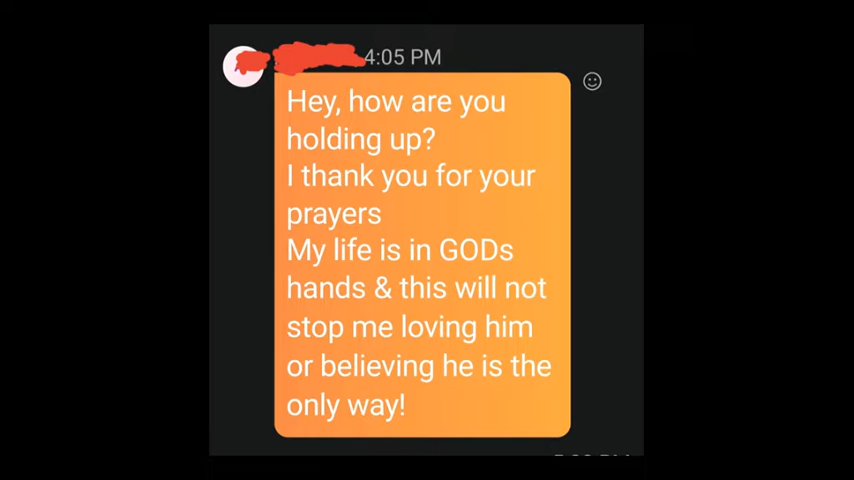 4:05 PM
Hey, how are you
holding up?
I thank you for your
prayers
My life is in GODs
hands & this will not
stop me loving him
or believing he is the
only way!